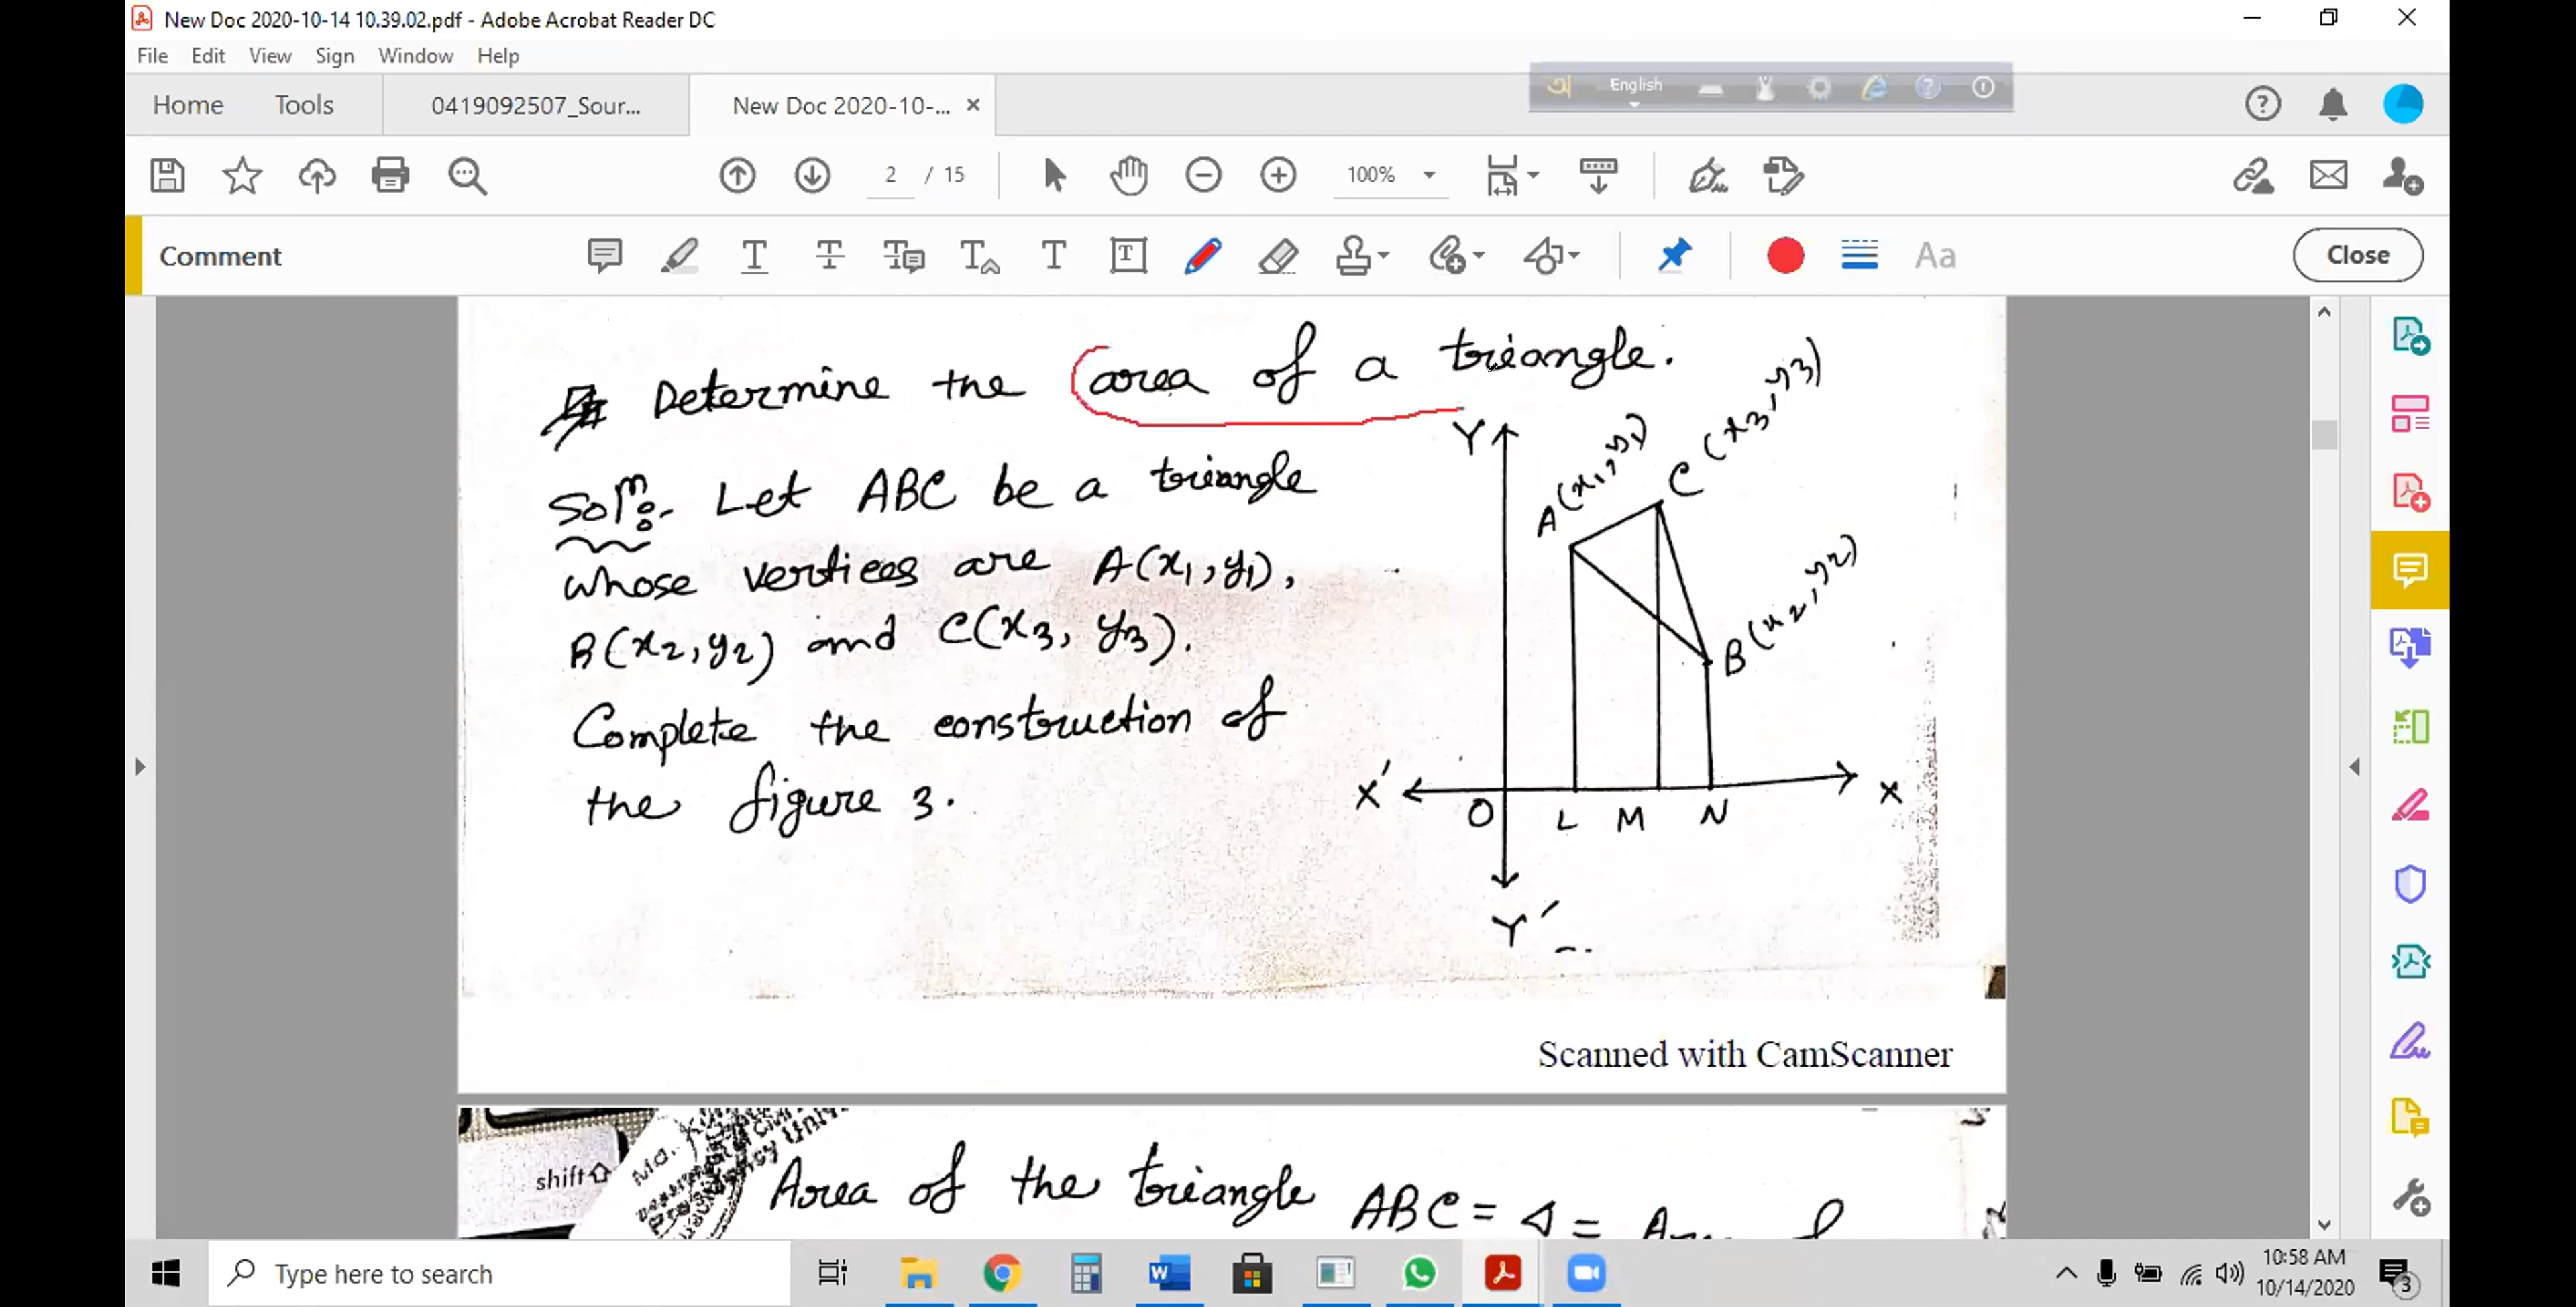 New Doc 2020-10-14 10.39.02.pdf - Adobe Acrobat Reader DC
File Edit View Sign Window Help
English
Home Tools 0419092507_Sour... New Doc 2020-10-...
2 / 15 100%
Comment Aa Close
Determine the area of a triangle.
Soln:- Let ABC be a triangle
whose vertices are A(x1, y1),
B(x2, y2) and C(x3, y3).
Complete the construction of
the figure 3.
Y
A(x1, y1)
C(x3, y3)
B(x2, y2)
X' O L M N X
Y'
Scanned with CamScanner
shift
Md.
Area of the triangle ABC = Δ =
Type here to search
10:58 AM
10/14/2020
3